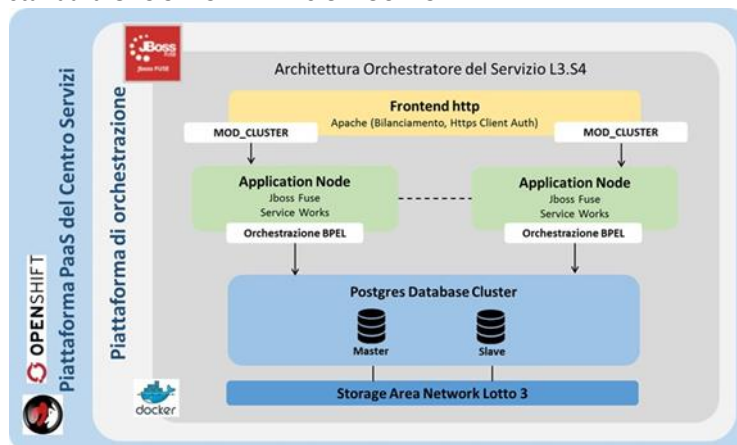 JBoss
FUSE
JBoss FUSE
Architettura Orchestratore del Servizio L3.S4
Frontend http
Apache (Bilanciamento, Https Client Auth)
MOD_CLUSTER
MOD_CLUSTER
Application Node
Jboss Fuse
Service Works
Orchestrazione BPEL
Application Node
Jboss Fuse
Service Works
Orchestrazione BPEL
Postgres Database Cluster
Master
Slave
Storage Area Network Lotto 3
Piattaforma di orchestrazione
docker
Piattaforma PaaS del Centro Servizi
OPENSHIFT